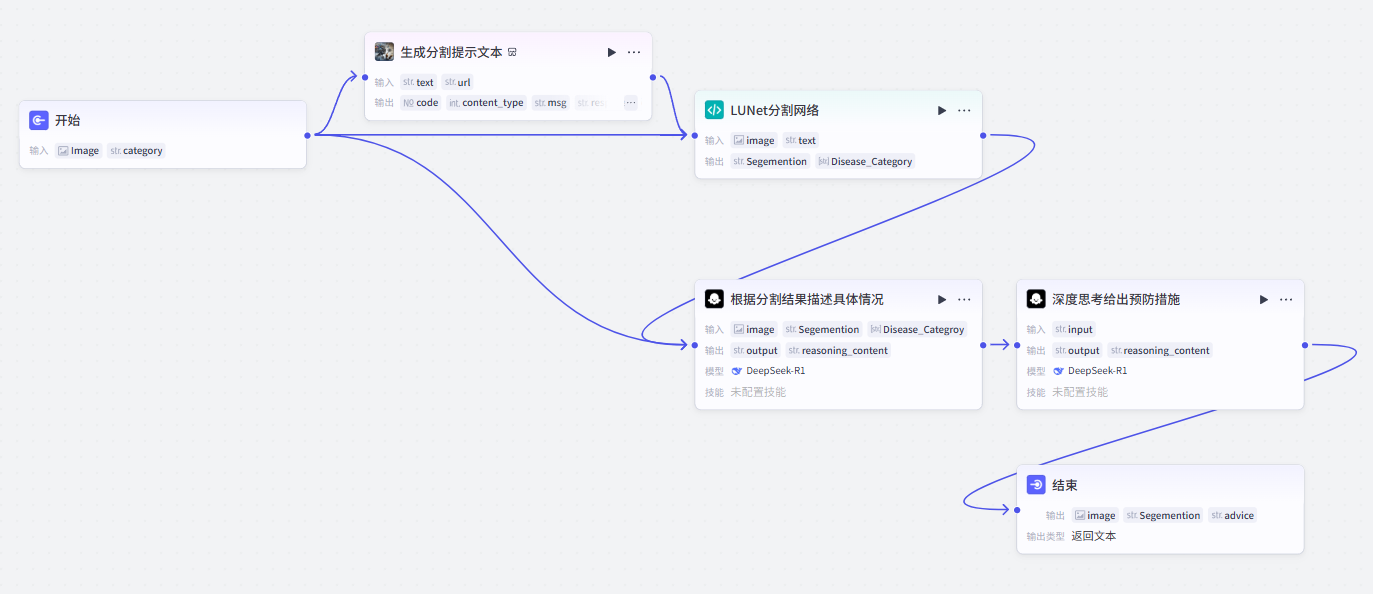 生成分割提示文本
输入 str. text str. url
输出 code int. content_type str. msg str. res ...
开始
输入 Image str. category
LUNet分割网络
输入 image str. text
输出 str. Segemention Disease_Category
根据分割结果描述具体情况
输入 image str. Segemention Disease_Categroy
输出 str. output str. reasoning_content
模型 DeepSeek-R1
技能 未配置技能
深度思考给出预防措施
输入 str. input
输出 str. output str. reasoning_content
模型 DeepSeek-R1
技能 未配置技能
结束
输出 image str. Segemention str. advice
输出类型 返回文本